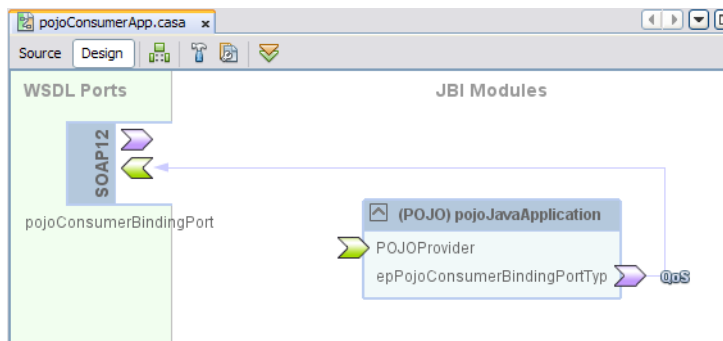 pojoConsumerApp.casa x
Source Design
WSDL Ports JBI Modules
SOAP12
pojoConsumerBindingPort
(POJO) pojoJavaApplication
POJOProvider
epPojoConsumerBindingPortTyp
QoS